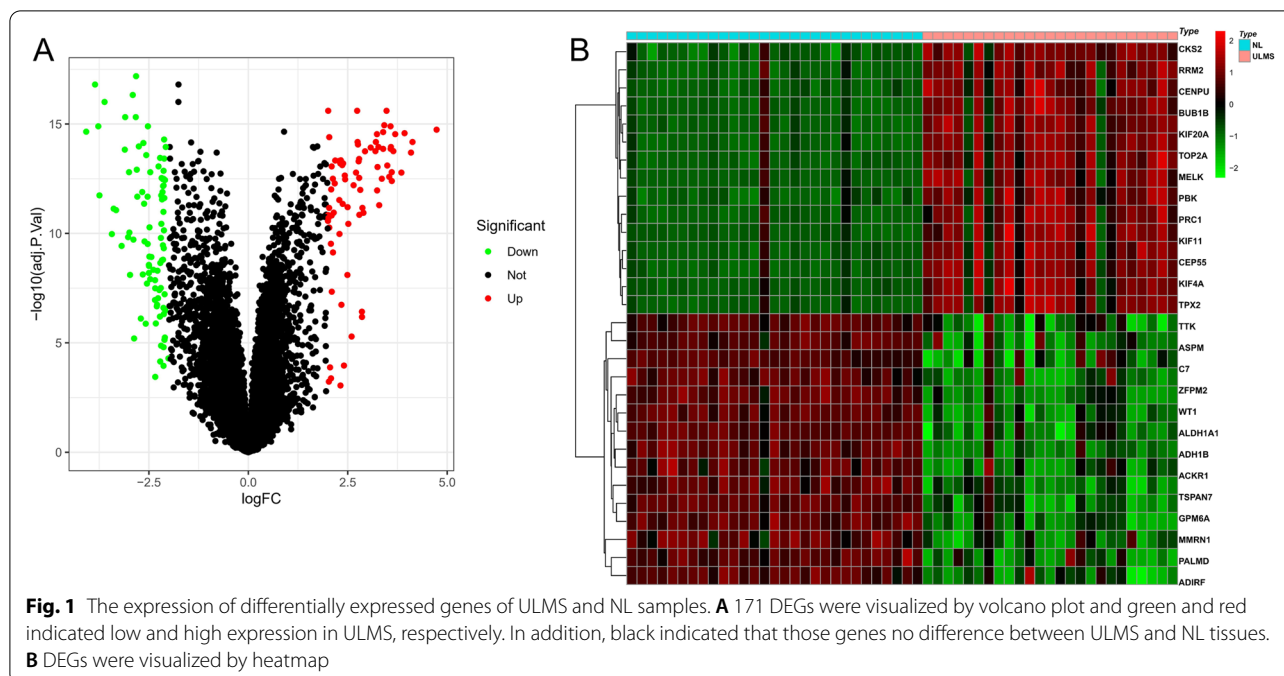 A
15
10
5
0
−2.5
0.0
2.5
5.0
−log10(adj.P.Val)
logFC
Significant
Down
Not
Up
B
Type
CKS2
RRM2
CENPU
BUB1B
KIF20A
TOP2A
MELK
PBK
PRC1
KIF11
CEP55
KIF4A
TPX2
TTK
ASPM
C7
ZFPM2
WT1
ALDH1A1
ADH1B
ACKR1
TSPAN7
GPM6A
MMRN1
PALMD
ADIRF
2
1
0
−1
−2
Type
NL
ULMS
Fig. 1 The expression of differentially expressed genes of ULMS and NL samples. A 171 DEGs were visualized by volcano plot and green and red
indicated low and high expression in ULMS, respectively. In addition, black indicated that those genes no difference between ULMS and NL tissues.
B DEGs were visualized by heatmap